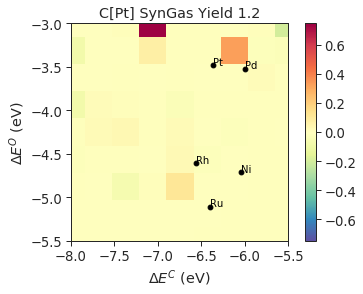 C[Pt] SynGas Yield 1.2
−3.0
−3.5
−4.0
−4.5
−5.0
−5.5
ΔE^O (eV)
Pt
Pd
Rh
Ni
Ru
−8.0 −7.5 −7.0 −6.5 −6.0 −5.5
ΔE^C (eV)
0.6
0.4
0.2
0.0
−0.2
−0.4
−0.6